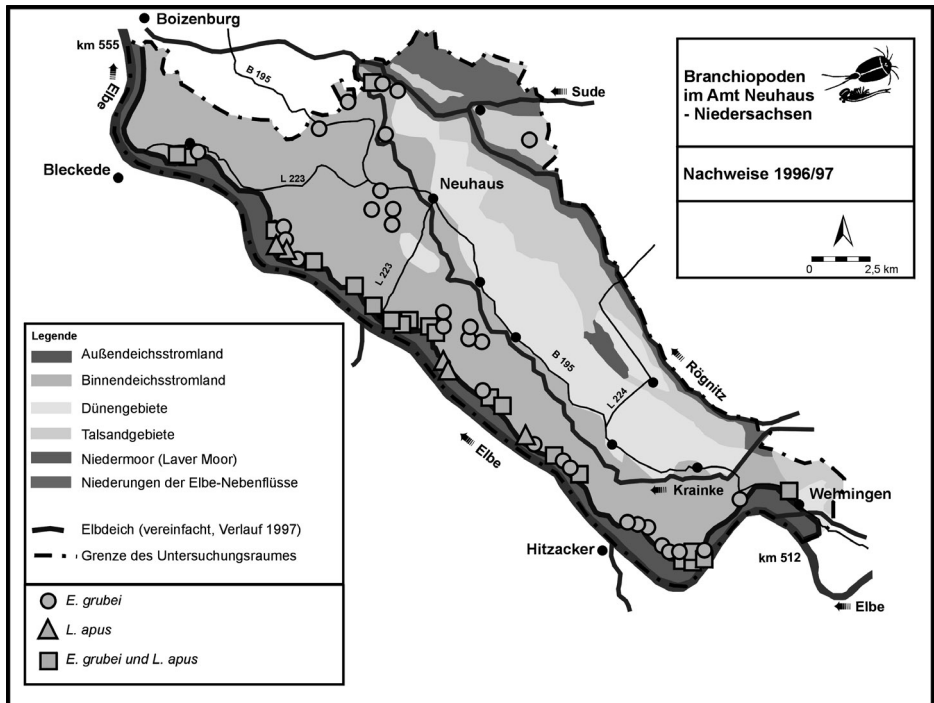 Boizenburg
km 555
Elbe
B 195
Sude
Branchiopoden
im Amt Neuhaus
- Niedersachsen
Nachweise 1996/97
0 2,5 km
Bleckede
L 223
Neuhaus
L 223
Legende
Außendeichsstromland
Binnendeichsstromland
Dünengebiete
Talsandgebiete
Niedermoor (Laver Moor)
Niederungen der Elbe-Nebenflüsse
Elbdeich (vereinfacht, Verlauf 1997)
Grenze des Untersuchungsraumes
E. grubei
L. apus
E. grubei und L. apus
B 195
L 224
Rögnitz
Elbe
Krainke
Wehningen
Hitzacker
km 512
Elbe